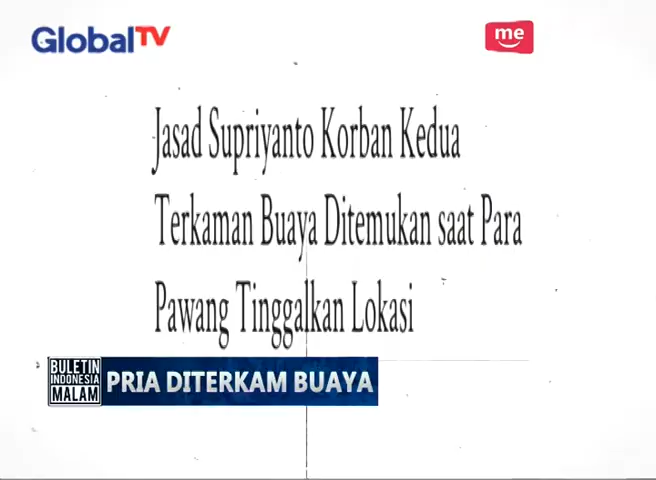 GlobalTV
me
Jasad Supriyanto Korban Kedua
Terkaman Buaya Ditemukan saat Para
Pawang Tinggalkan Lokasi
BULETIN
INDONESIA
MALAM
PRIA DITERKAM BUAYA